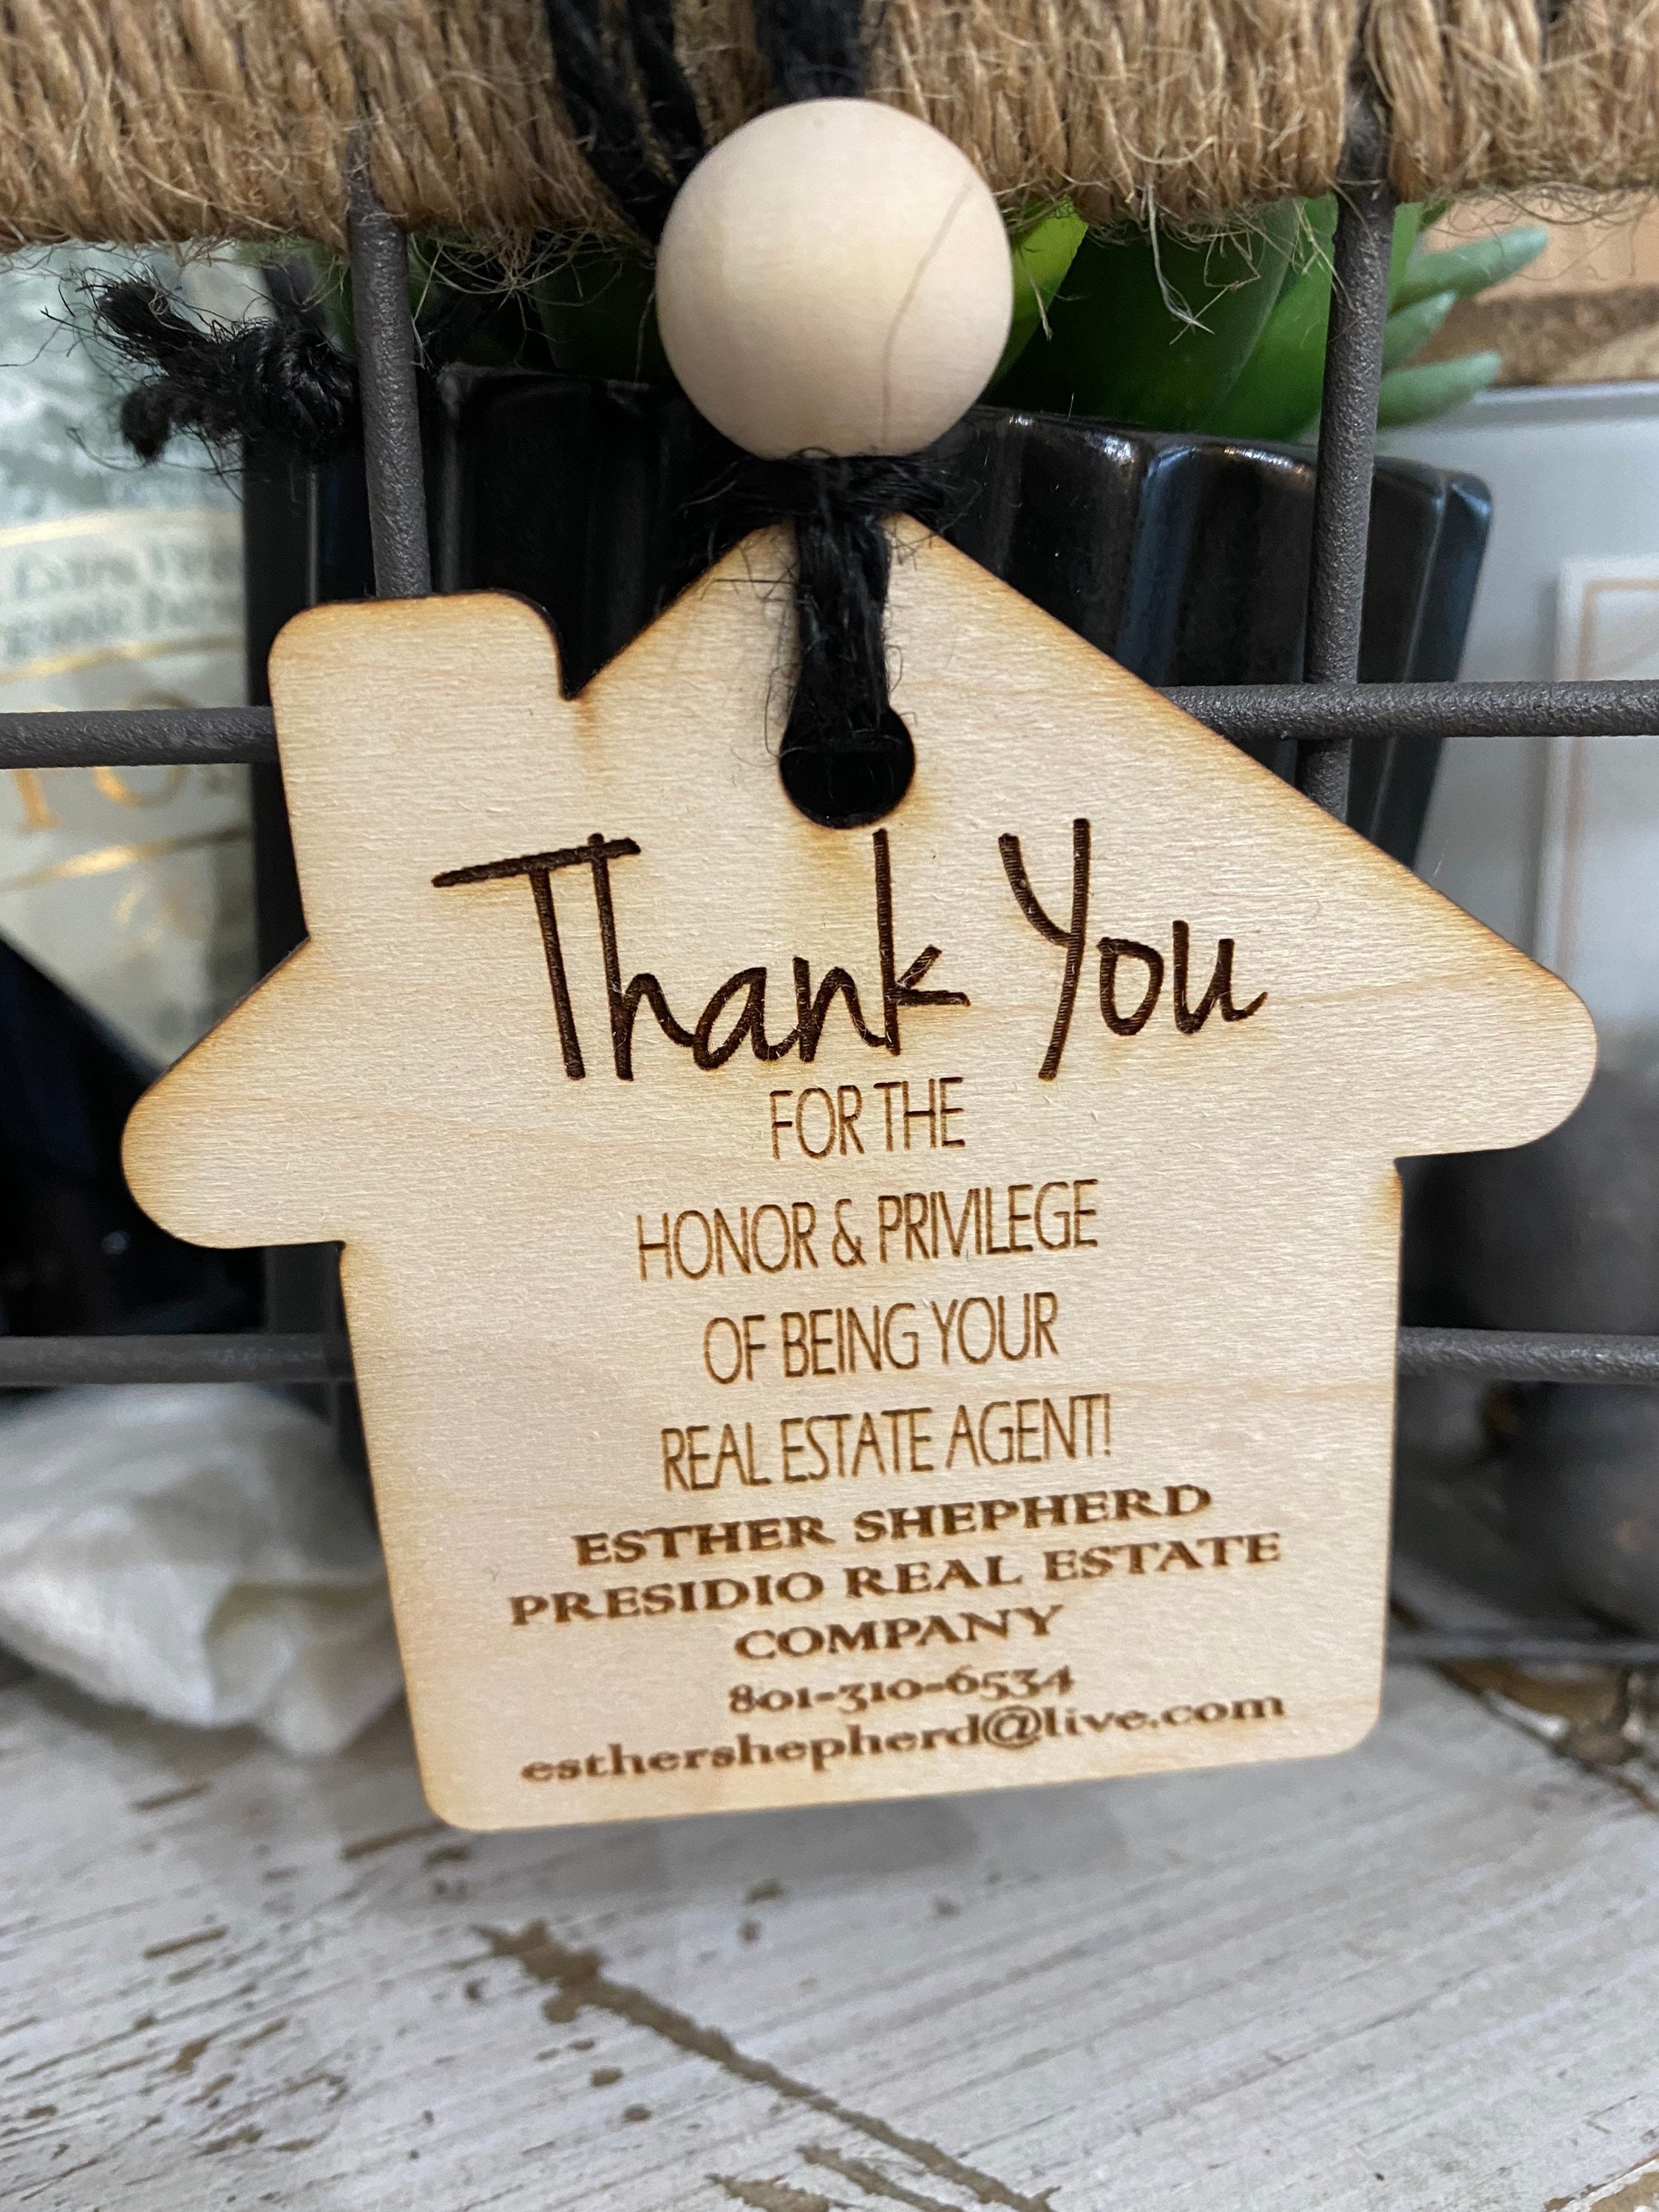 Thank You
FOR THE
HONOR & PRIVILEGE
OF BEING YOUR
REAL ESTATE AGENT!
ESTHER SHEPHERD
PRESIDIO REAL ESTATE
COMPANY
801-310-6534
esthershepherd@live.com